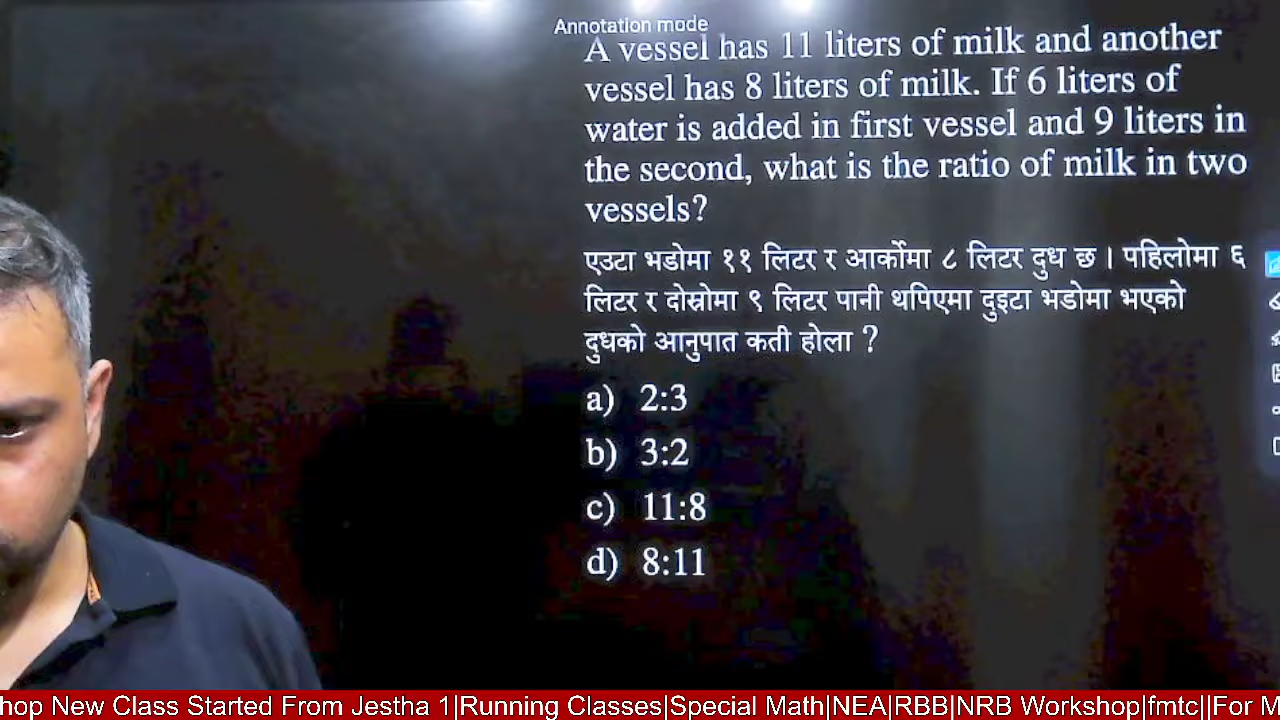 Annotation mode
A vessel has 11 liters of milk and another
vessel has 8 liters of milk. If 6 liters of
water is added in first vessel and 9 liters in
the second, what is the ratio of milk in two
vessels?
एउटा भडोमा ११ लिटर र आर्कोमा ८ लिटर दुध छ । पहिलोमा ६
लिटर र दोस्रोमा ९ लिटर पानी थपिएमा दुइटा भडोमा भएको
दुधको आनुपात कती होला ?
a) 2:3
b) 3:2
c) 11:8
d) 8:11
hop New Class Started From Jestha 1|Running Classes|Special Math|NEA|RBB|NRB Workshop|fmtc||For M